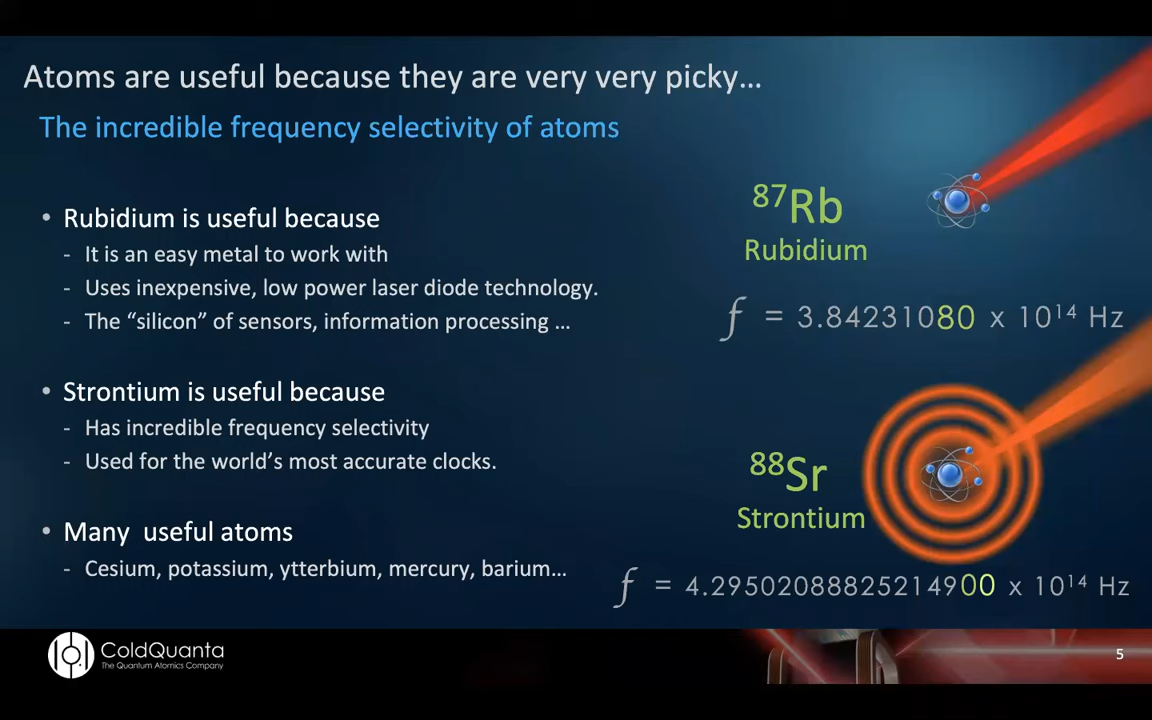 Atoms are useful because they are very very picky…
The incredible frequency selectivity of atoms
• Rubidium is useful because
- It is an easy metal to work with
- Uses inexpensive, low power laser diode technology.
- The “silicon” of sensors, information processing …
• Strontium is useful because
- Has incredible frequency selectivity
- Used for the world’s most accurate clocks.
• Many  useful atoms
- Cesium, potassium, ytterbium, mercury, barium…
⁸⁷Rb
Rubidium
f = 3.84231080 x 10¹⁴ Hz
⁸⁸Sr
Strontium
f = 4.29502088825214900 x 10¹⁴ Hz
ColdQuanta
The Quantum Atomics Company
5